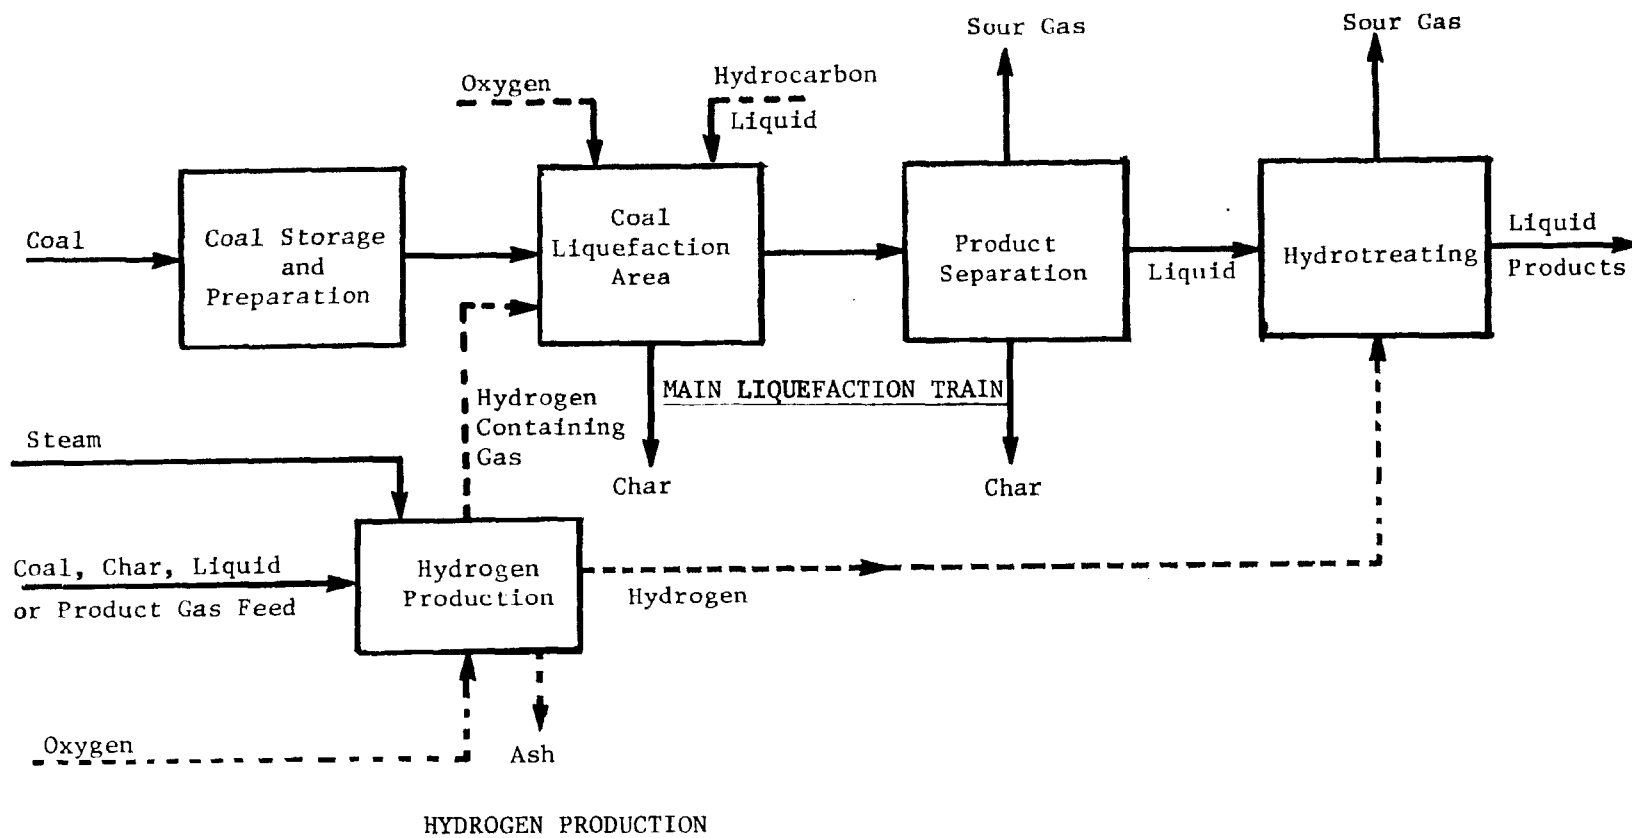 Sour Gas
Sour Gas
Oxygen
Hydrocarbon
Liquid
Coal
Coal Storage
and
Preparation
Coal
Liquefaction
Area
Product
Separation
Liquid
Hydrotreating
Liquid
Products
Hydrogen
Containing
Gas
MAIN LIQUEFACTION TRAIN
Char
Char
Steam
Coal, Char, Liquid
or Product Gas Feed
Hydrogen
Production
Hydrogen
Oxygen
Ash
HYDROGEN PRODUCTION